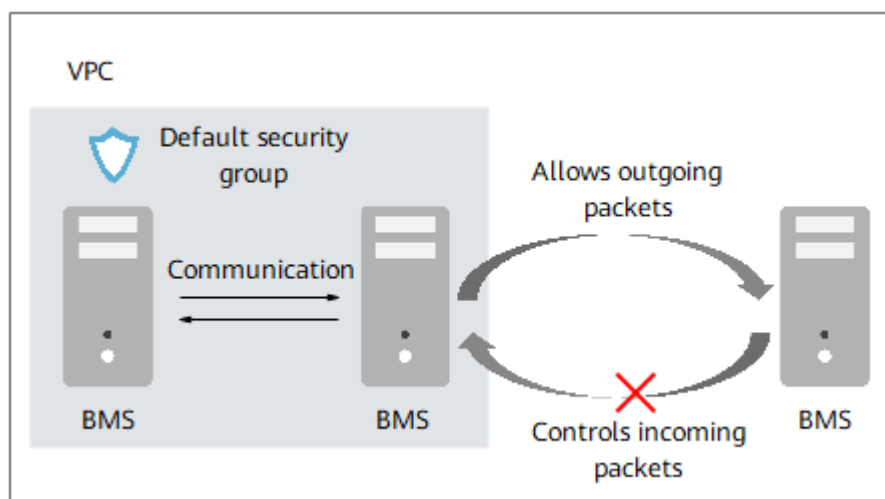 VPC
Default security
group
Allows outgoing
packets
Communication
BMS
BMS
BMS
Controls incoming
packets